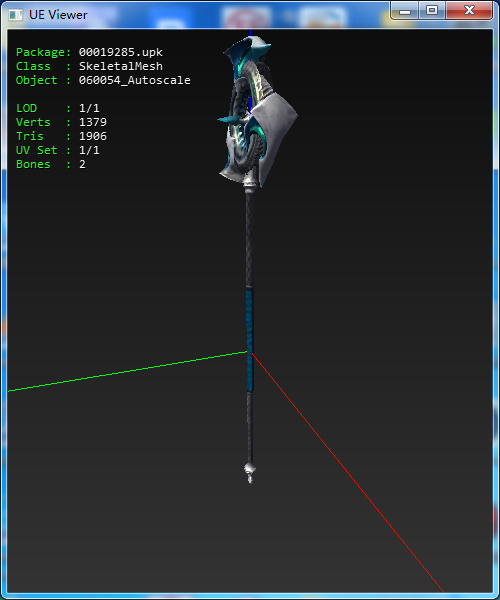 UE Viewer
Package: 00019285.upk
Class : SkeletalMesh
Object : 060054_Autoscale
LOD : 1/1
Verts : 1379
Tris : 1906
UV Set : 1/1
Bones : 2